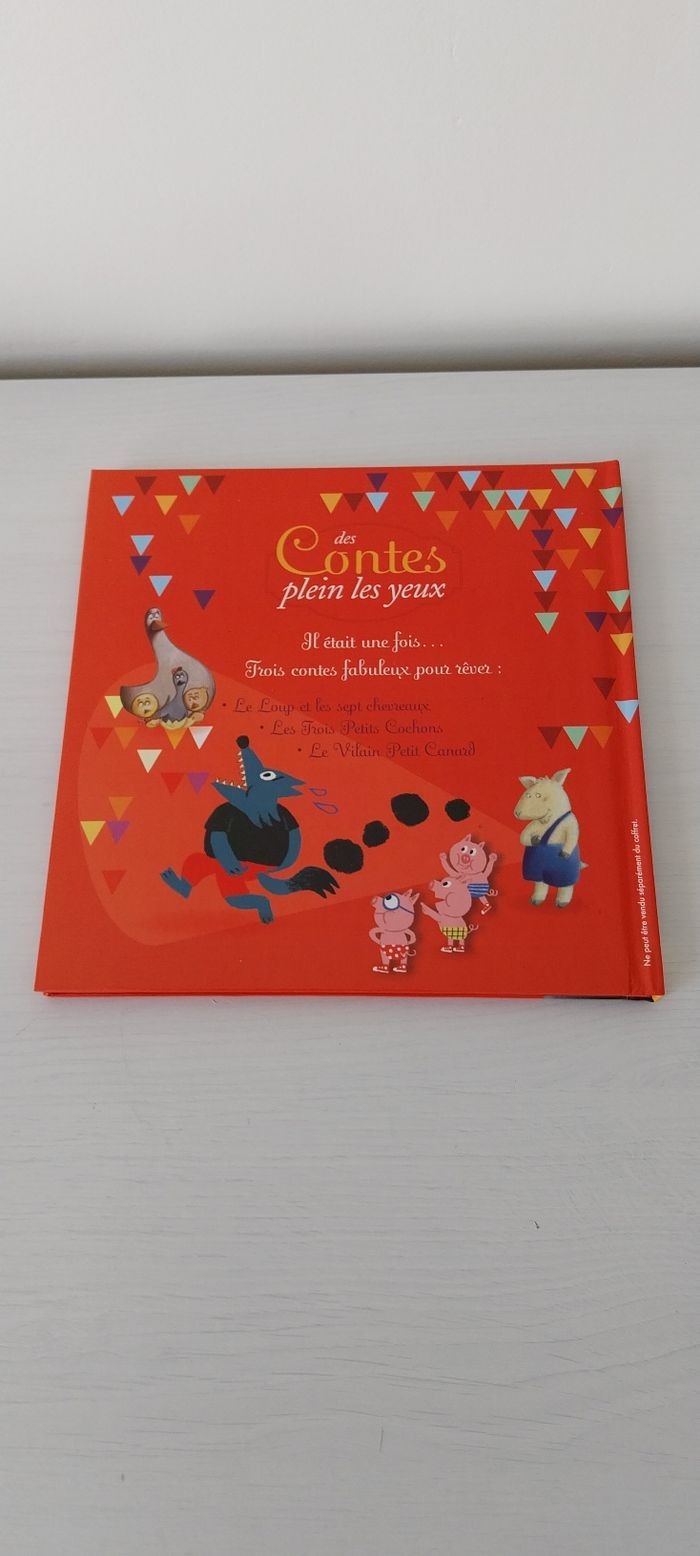 des
Contes
plein les yeux
Il était une fois...
Trois contes fabuleux pour rêver :
• Le Loup et les sept chevreaux
• Les Trois Petits Cochons
• Le Vilain Petit Canard
Ne peut être vendu séparément du coffret.